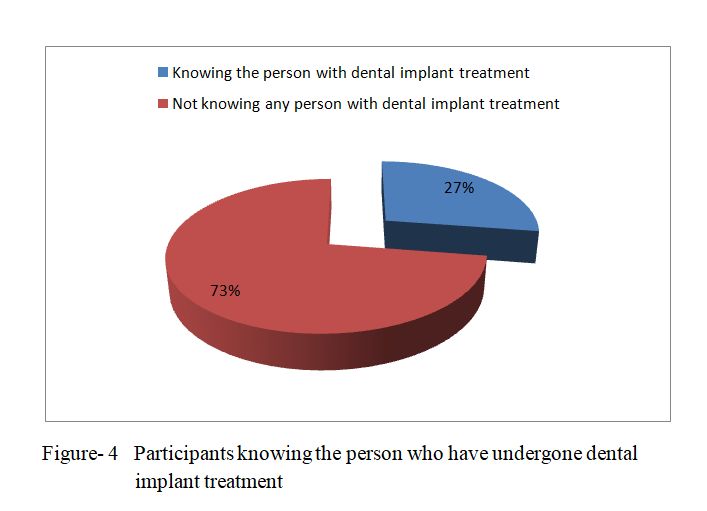 Knowing the person with dental implant treatment
Not knowing any person with dental implant treatment
27%
73%
Figure- 4 Participants knowing the person who have undergone dental
implant treatment